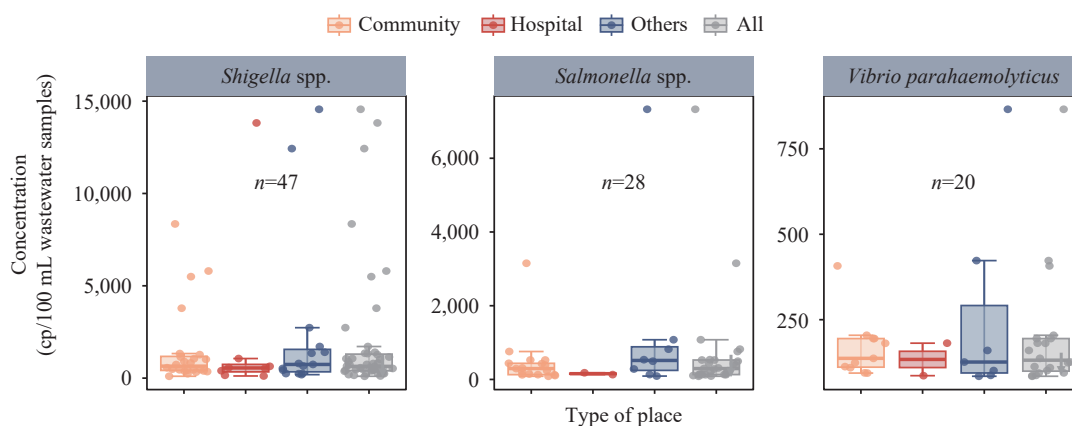 Community Hospital Others All
Shigella spp.
Salmonella spp.
Vibrio parahaemolyticus
Concentration
(cp/100 mL wastewater samples)
15,000
10,000
5,000
0
n=47
6,000
4,000
2,000
0
n=28
750
500
250
n=20
Type of place